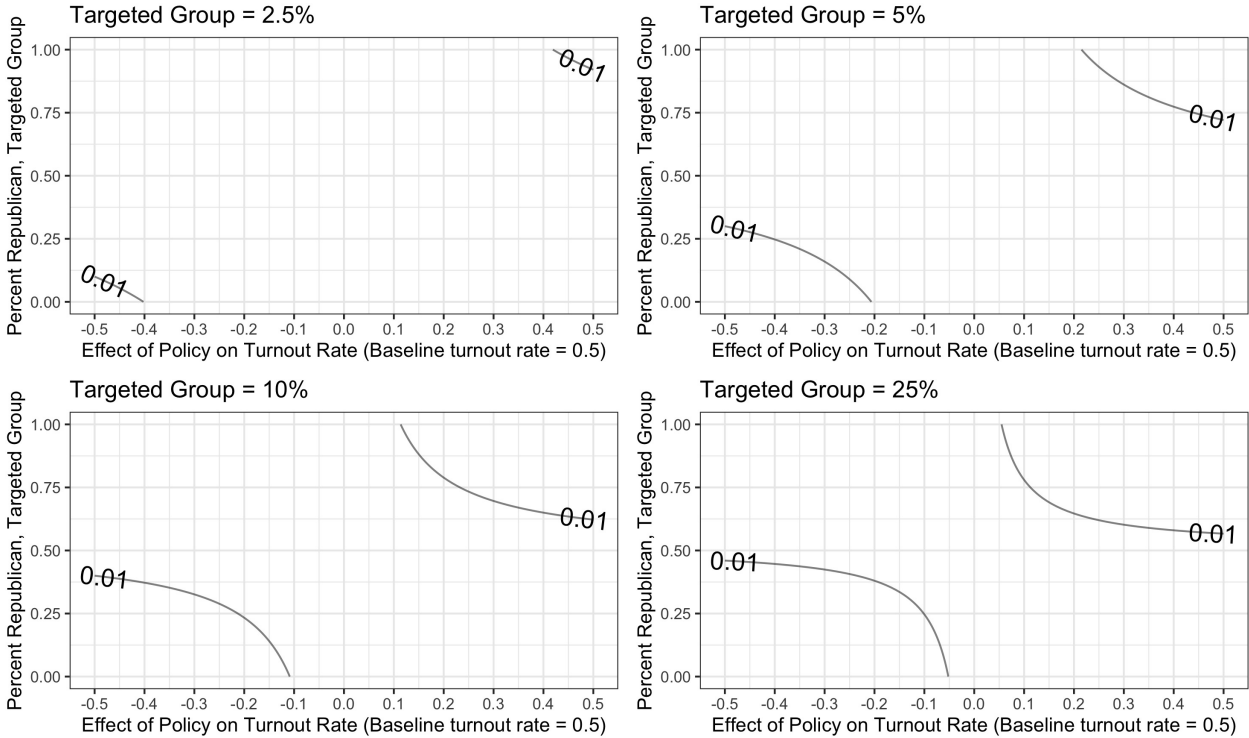 Targeted Group = 2.5%
Percent Republican, Targeted Group
1.00
0.75
0.50
0.25
0.00
0.01
0.01
-0.5 -0.4 -0.3 -0.2 -0.1 0.0 0.1 0.2 0.3 0.4 0.5
Effect of Policy on Turnout Rate (Baseline turnout rate = 0.5)
Targeted Group = 5%
Percent Republican, Targeted Group
1.00
0.75
0.50
0.25
0.00
0.01
0.01
-0.5 -0.4 -0.3 -0.2 -0.1 0.0 0.1 0.2 0.3 0.4 0.5
Effect of Policy on Turnout Rate (Baseline turnout rate = 0.5)
Targeted Group = 10%
Percent Republican, Targeted Group
1.00
0.75
0.50
0.25
0.00
0.01
0.01
-0.5 -0.4 -0.3 -0.2 -0.1 0.0 0.1 0.2 0.3 0.4 0.5
Effect of Policy on Turnout Rate (Baseline turnout rate = 0.5)
Targeted Group = 25%
Percent Republican, Targeted Group
1.00
0.75
0.50
0.25
0.00
0.01
0.01
-0.5 -0.4 -0.3 -0.2 -0.1 0.0 0.1 0.2 0.3 0.4 0.5
Effect of Policy on Turnout Rate (Baseline turnout rate = 0.5)